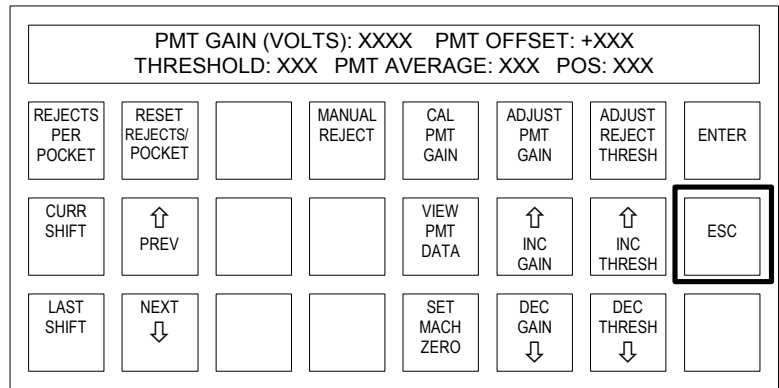 PMT GAIN (VOLTS): XXXX PMT OFFSET: +XXX
THRESHOLD: XXX PMT AVERAGE: XXX POS: XXX
REJECTS
PER
POCKET
RESET
REJECTS/
POCKET
MANUAL
REJECT
CAL
PMT
GAIN
ADJUST
PMT
GAIN
ADJUST
REJECT
THRESH
ENTER
CURR
SHIFT
⇧
PREV
VIEW
PMT
DATA
⇧
INC
GAIN
⇧
INC
THRESH
ESC
LAST
SHIFT
NEXT
⇩
SET
MACH
ZERO
DEC
GAIN
⇩
DEC
THRESH
⇩